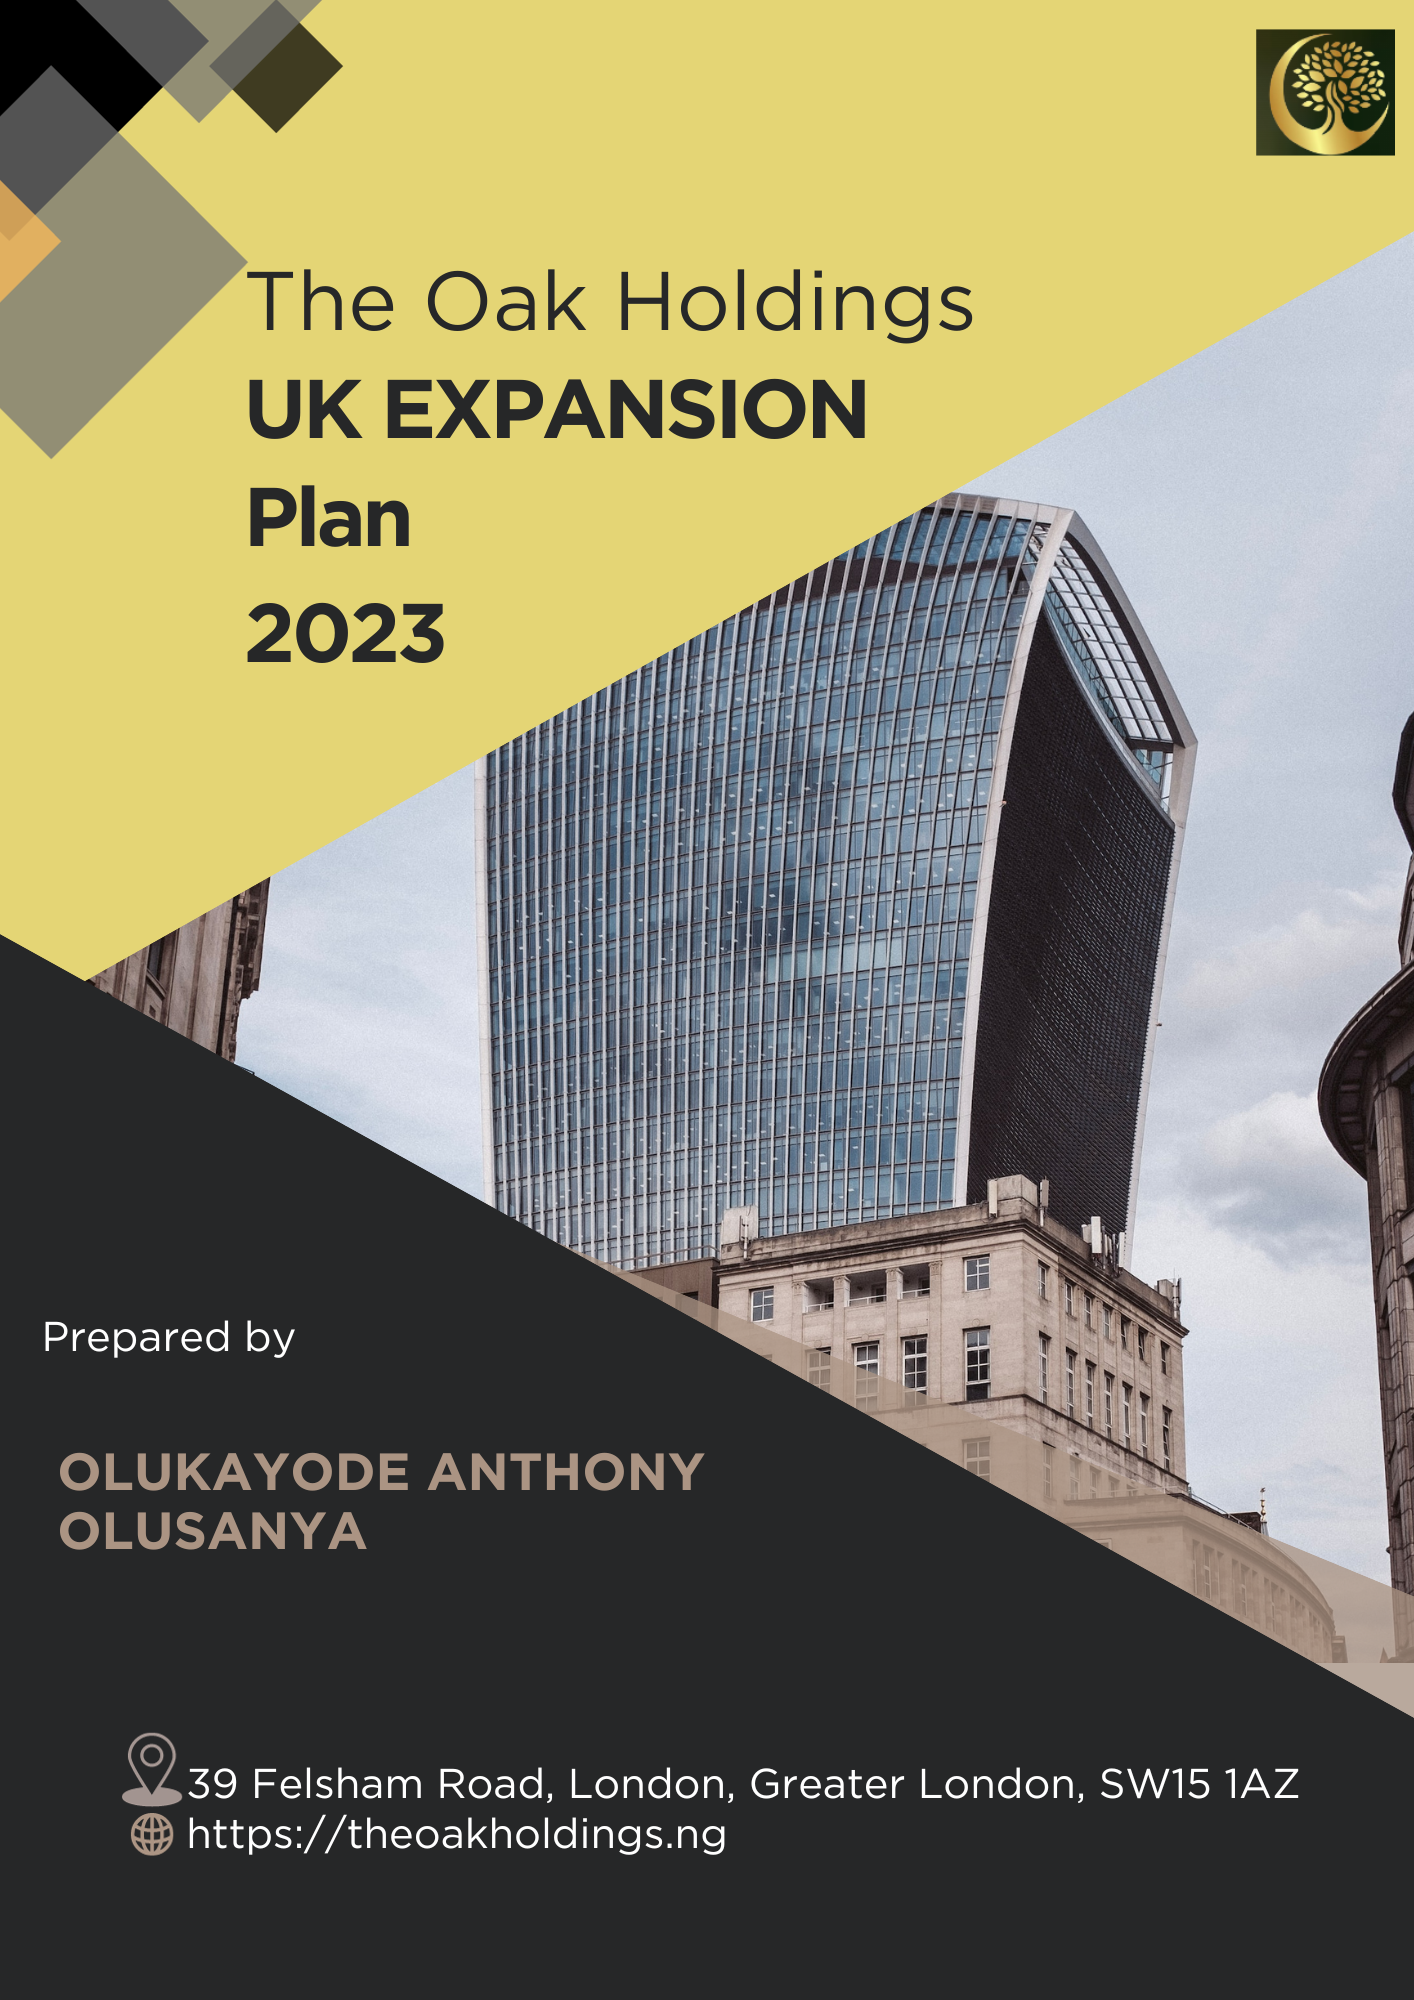 The Oak Holdings
UK EXPANSION
Plan
2023
Prepared by
OLUKAYODE ANTHONY
OLUSANYA
39 Felsham Road, London, Greater London, SW15 1AZ
https://theoakholdings.ng